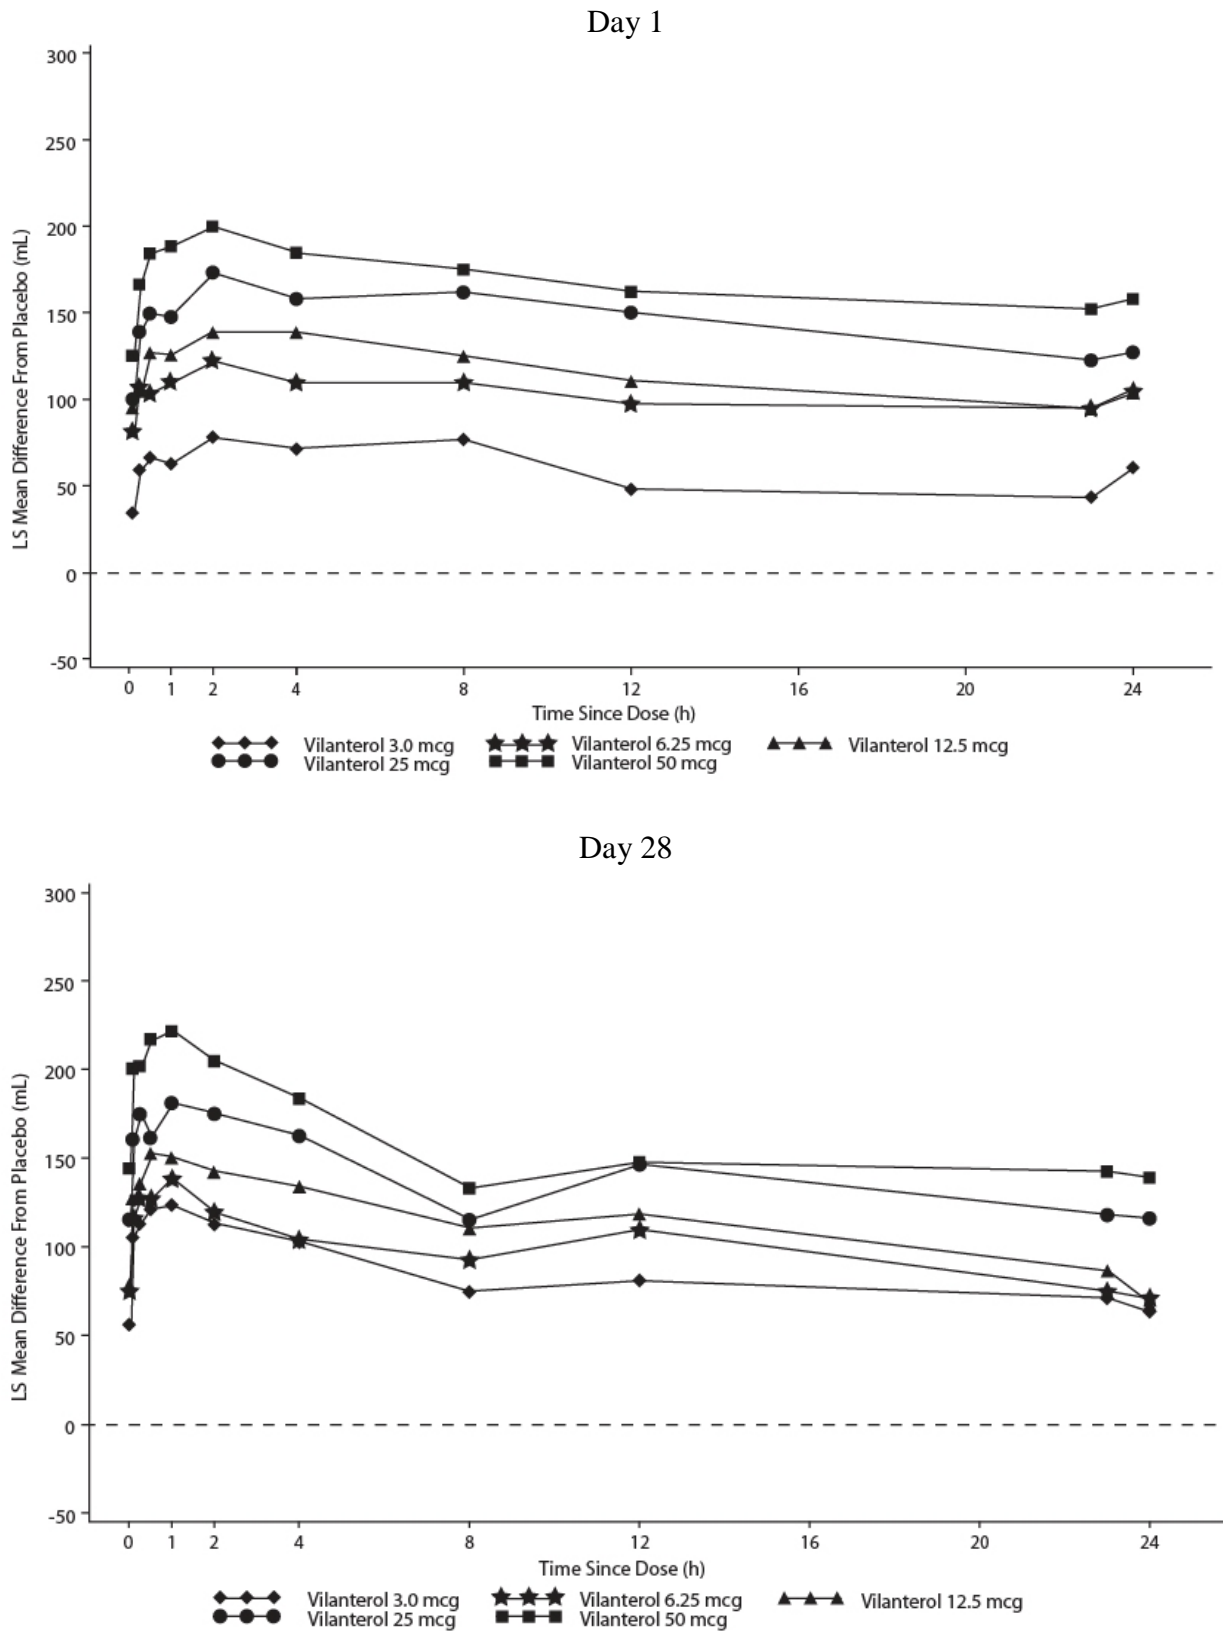 Day 1
300
250
200
150
100
50
0
-50
LS Mean Difference From Placebo (mL)
0 1 2 4 8 12 16 20 24
Time Since Dose (h)
Vilanterol 3.0 mcg Vilanterol 6.25 mcg Vilanterol 12.5 mcg
Vilanterol 25 mcg Vilanterol 50 mcg
Day 28
300
250
200
150
100
50
0
-50
LS Mean Difference From Placebo (mL)
0 1 2 4 8 12 16 20 24
Time Since Dose (h)
Vilanterol 3.0 mcg Vilanterol 6.25 mcg Vilanterol 12.5 mcg
Vilanterol 25 mcg Vilanterol 50 mcg